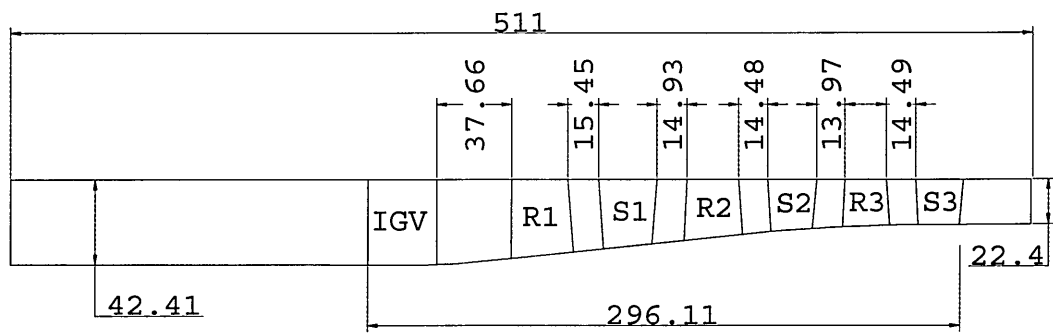 511
37.66
15.45
14.93
14.48
13.97
14.49
IGV
R1
S1
R2
S2
R3
S3
42.41
22.4
296.11